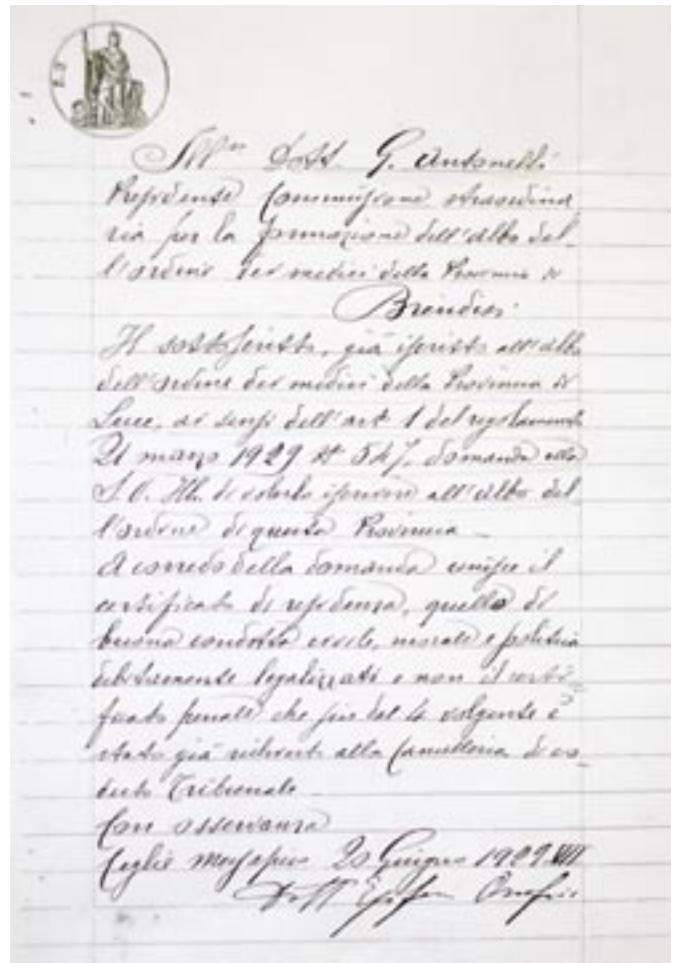 Ill.mo Dott. G. Antonelli
Presidente Commissione straordina
ria per la formazione dell'albo del
l'ordine dei medici della Provincia di
Brindisi.
Il sottoscritto, già iscritto all'albo
dell'ordine dei medici della Provincia di
Lecce, ai sensi dell'art 1 del regolamento
21 marzo 1929 N 547, domanda alla
S. V. Ill. di volerlo iscrivere all'albo del
l'ordine di questa Provincia _
A corredo della domanda unisce il
certificato di residenza, quello di
buona condotta civile, morale e politica
debitamente legalizzati e non il certi-
ficato penale che fin dal 4 volgente è
stato già richiesto alla Cancelleria di co-
desto Tribunale
Con osservanza
Ceglie Messapico 20 Giugno 1929 VII
Dott